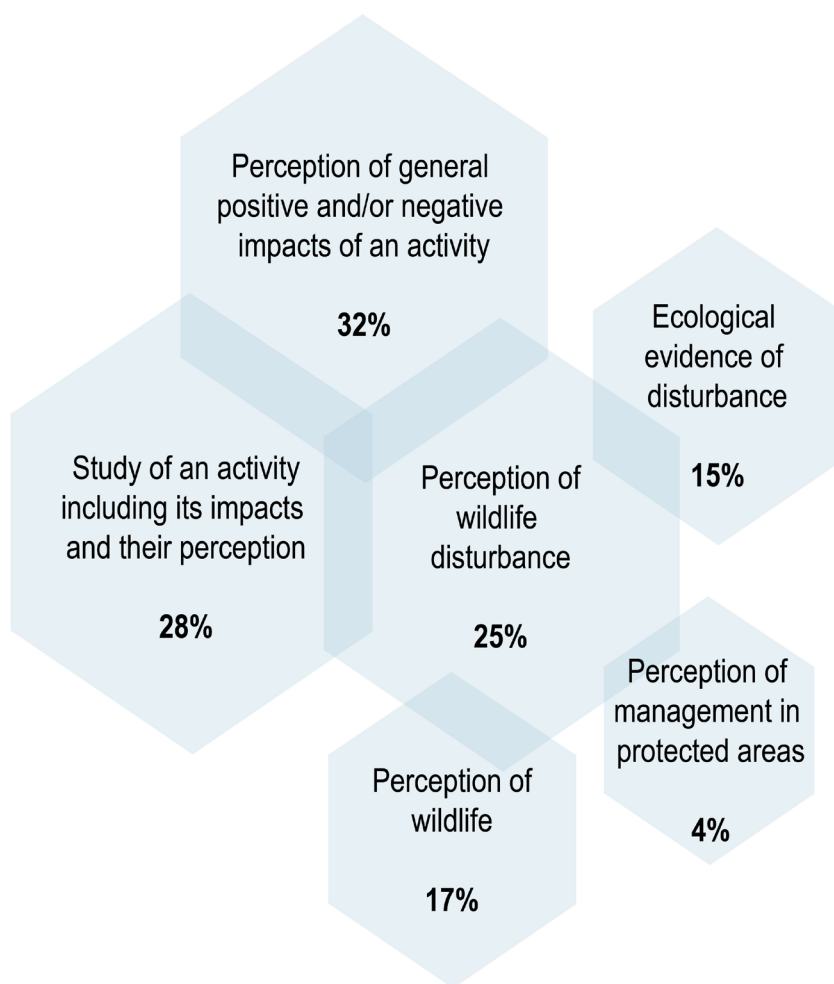 Perception of general
positive and/or negative
impacts of an activity
32%
Ecological
evidence of
disturbance
15%
Study of an activity
including its impacts
and their perception
28%
Perception of
wildlife
disturbance
25%
Perception of
management in
protected areas
4%
Perception of
wildlife
17%